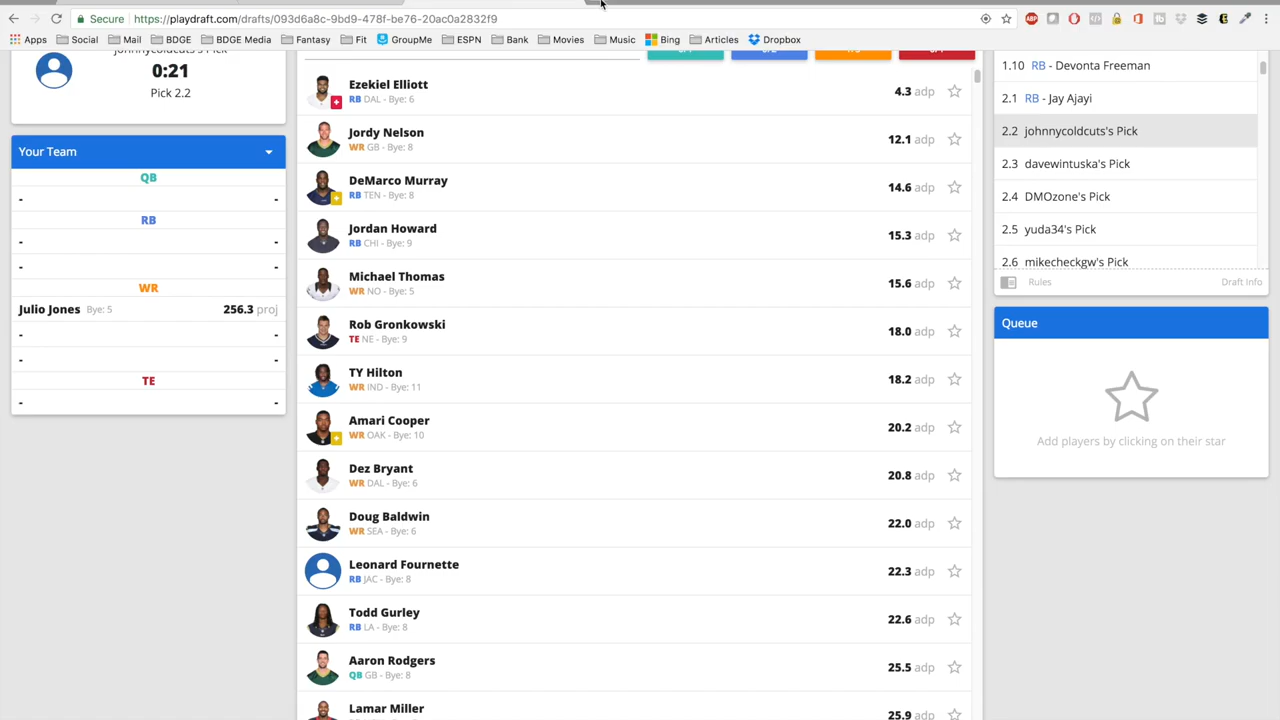 Secure https://playdraft.com/drafts/093d6a8c-9bd9-478f-be76-20ac0a2832f9
Apps Social Mail BDGE BDGE Media Fantasy Fit GroupMe ESPN Bank Movies Music Bing Articles Dropbox
johnnycoldcuts's Pick
0:21
Pick 2.2
Your Team
QB
- -
RB
- -
- -
WR
Julio Jones Bye: 5 256.3 proj
- -
- -
TE
- -
Ezekiel Elliott
RB DAL - Bye: 6
4.3 adp
Jordy Nelson
WR GB - Bye: 8
12.1 adp
DeMarco Murray
RB TEN - Bye: 8
14.6 adp
Jordan Howard
RB CHI - Bye: 9
15.3 adp
Michael Thomas
WR NO - Bye: 5
15.6 adp
Rob Gronkowski
TE NE - Bye: 9
18.0 adp
TY Hilton
WR IND - Bye: 11
18.2 adp
Amari Cooper
WR OAK - Bye: 10
20.2 adp
Dez Bryant
WR DAL - Bye: 6
20.8 adp
Doug Baldwin
WR SEA - Bye: 6
22.0 adp
Leonard Fournette
RB JAC - Bye: 8
22.3 adp
Todd Gurley
RB LA - Bye: 8
22.6 adp
Aaron Rodgers
QB GB - Bye: 8
25.5 adp
Lamar Miller
25.9 adp
1.10 RB - Devonta Freeman
2.1 RB - Jay Ajayi
2.2 johnnycoldcuts's Pick
2.3 davewintuska's Pick
2.4 DMOzone's Pick
2.5 yuda34's Pick
2.6 mikecheckgw's Pick
Rules Draft Info
Queue
Add players by clicking on their star